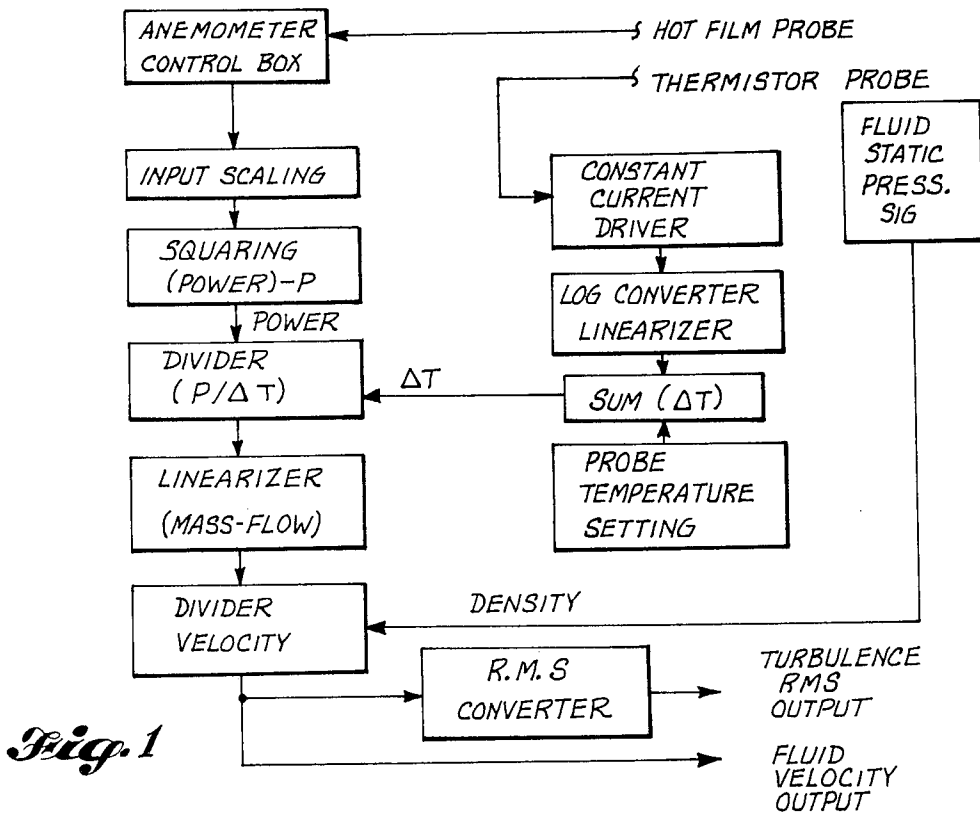 ANEMOMETER
CONTROL BOX
HOT FILM PROBE
THERMISTOR PROBE
INPUT SCALING
CONSTANT
CURRENT
DRIVER
FLUID
STATIC
PRESS.
SIG
SQUARING
(POWER)-P
LOG CONVERTER
LINEARIZER
POWER
DIVIDER
(P/ΔT)
ΔT
SUM (ΔT)
LINEARIZER
(MASS-FLOW)
PROBE
TEMPERATURE
SETTING
DIVIDER
VELOCITY
DENSITY
R.M.S
CONVERTER
TURBULENCE
RMS
OUTPUT
Fig. 1
FLUID
VELOCITY
OUTPUT